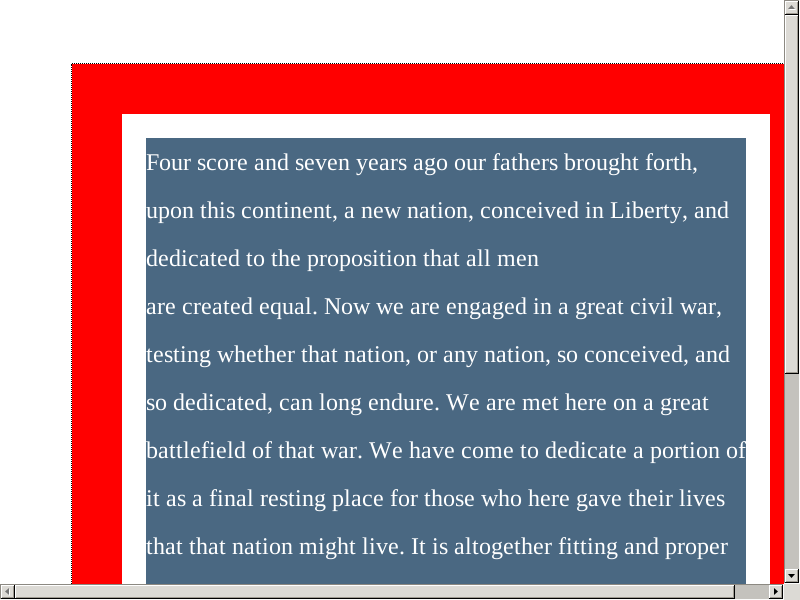 Four score and seven years ago our fathers brought forth,
upon this continent, a new nation, conceived in Liberty, and
dedicated to the proposition that all men
are created equal. Now we are engaged in a great civil war,
testing whether that nation, or any nation, so conceived, and
so dedicated, can long endure. We are met here on a great
battlefield of that war. We have come to dedicate a portion of
it as a final resting place for those who here gave their lives
that that nation might live. It is altogether fitting and proper